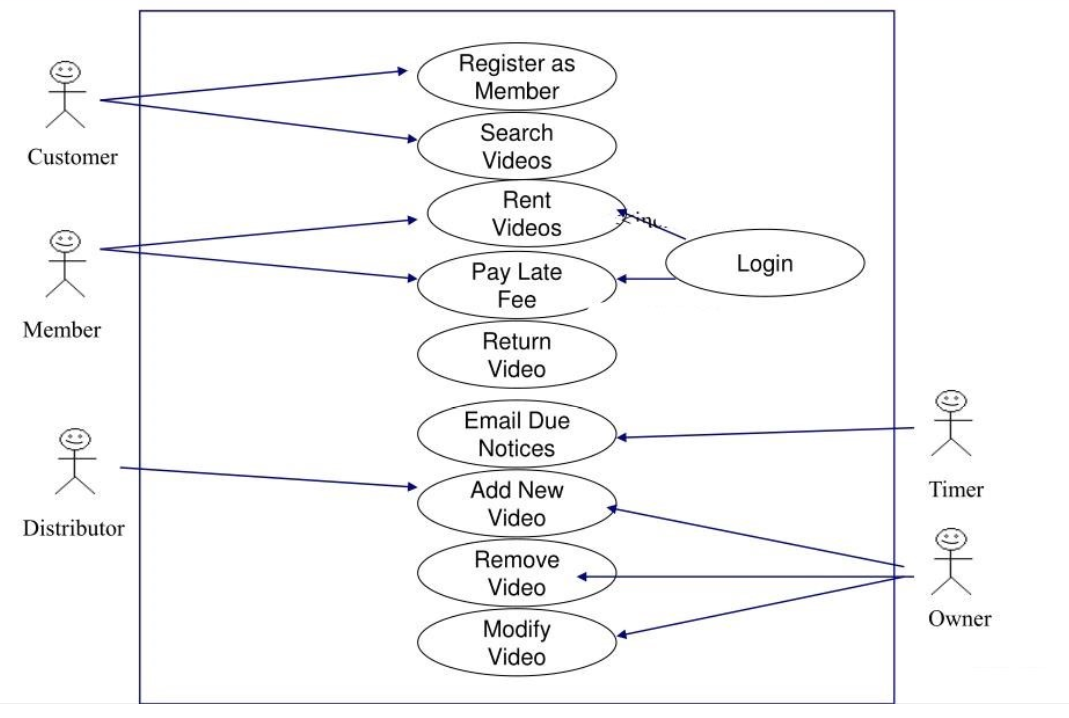 Register as
Member
Customer
Search
Videos
Rent
Videos
Member
Pay Late
Fee
Login
Return
Video
Email Due
Notices
Timer
Distributor
Add New
Video
Remove
Video
Owner
Modify
Video